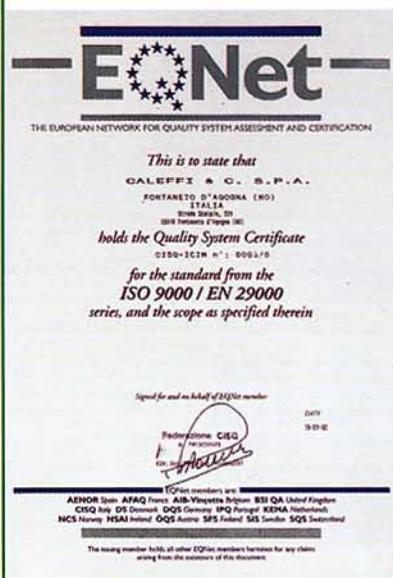 EQNet
THE EUROPEAN NETWORK FOR QUALITY SYSTEM ASSESSMENT AND CERTIFICATION
This is to state that
CALEFFI & C. S.P.A.
FONTANETO D'AGOGNA (NO)
ITALIA
holds the Quality System Certificate
CISQ-ICIM n°:
for the standard from the
ISO 9000 / EN 29000
series, and the scope as specified therein
Signed for and on behalf of EQNet member
DATE
Federazione CISQ
EQNet members are:
AENOR Spain AFAQ France AIB-Vinçotte Belgium BSI QA United Kingdom
CISQ Italy DS Denmark DQS Germany IPQ Portugal KEMA Netherlands
NCS Norway NSAI Ireland ÖQS Austria SFS Finland SIS Sweden SQS Switzerland
The issuing member holds all other EQNet members harmless for any claims
arising from the existence of this document